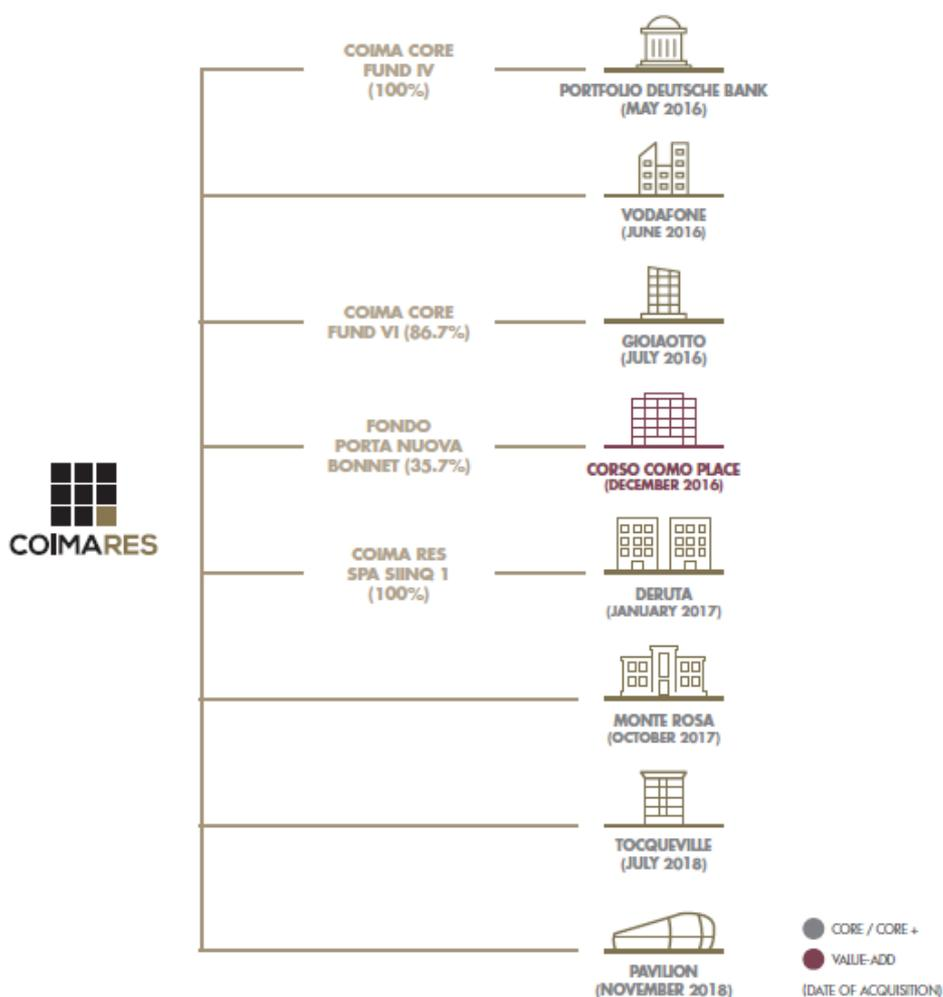 COIMA CORE
FUND IV
(100%)
PORTFOLIO DEUTSCHE BANK
(MAY 2016)
VODAFONE
(JUNE 2016)
COIMA CORE
FUND VI (86.7%)
GIOIAOTTO
(JULY 2016)
FONDO
PORTA NUOVA
BONNET (35.7%)
CORSO COMO PLACE
(DECEMBER 2016)
COIMARES
COIMA RES
SPA SIINQ 1
(100%)
DERUTA
(JANUARY 2017)
MONTE ROSA
(OCTOBER 2017)
TOCQUEVILLE
(JULY 2018)
PAVILION
(NOVEMBER 2018)
CORE / CORE +
VALUE-ADD
(DATE OF ACQUISITION)